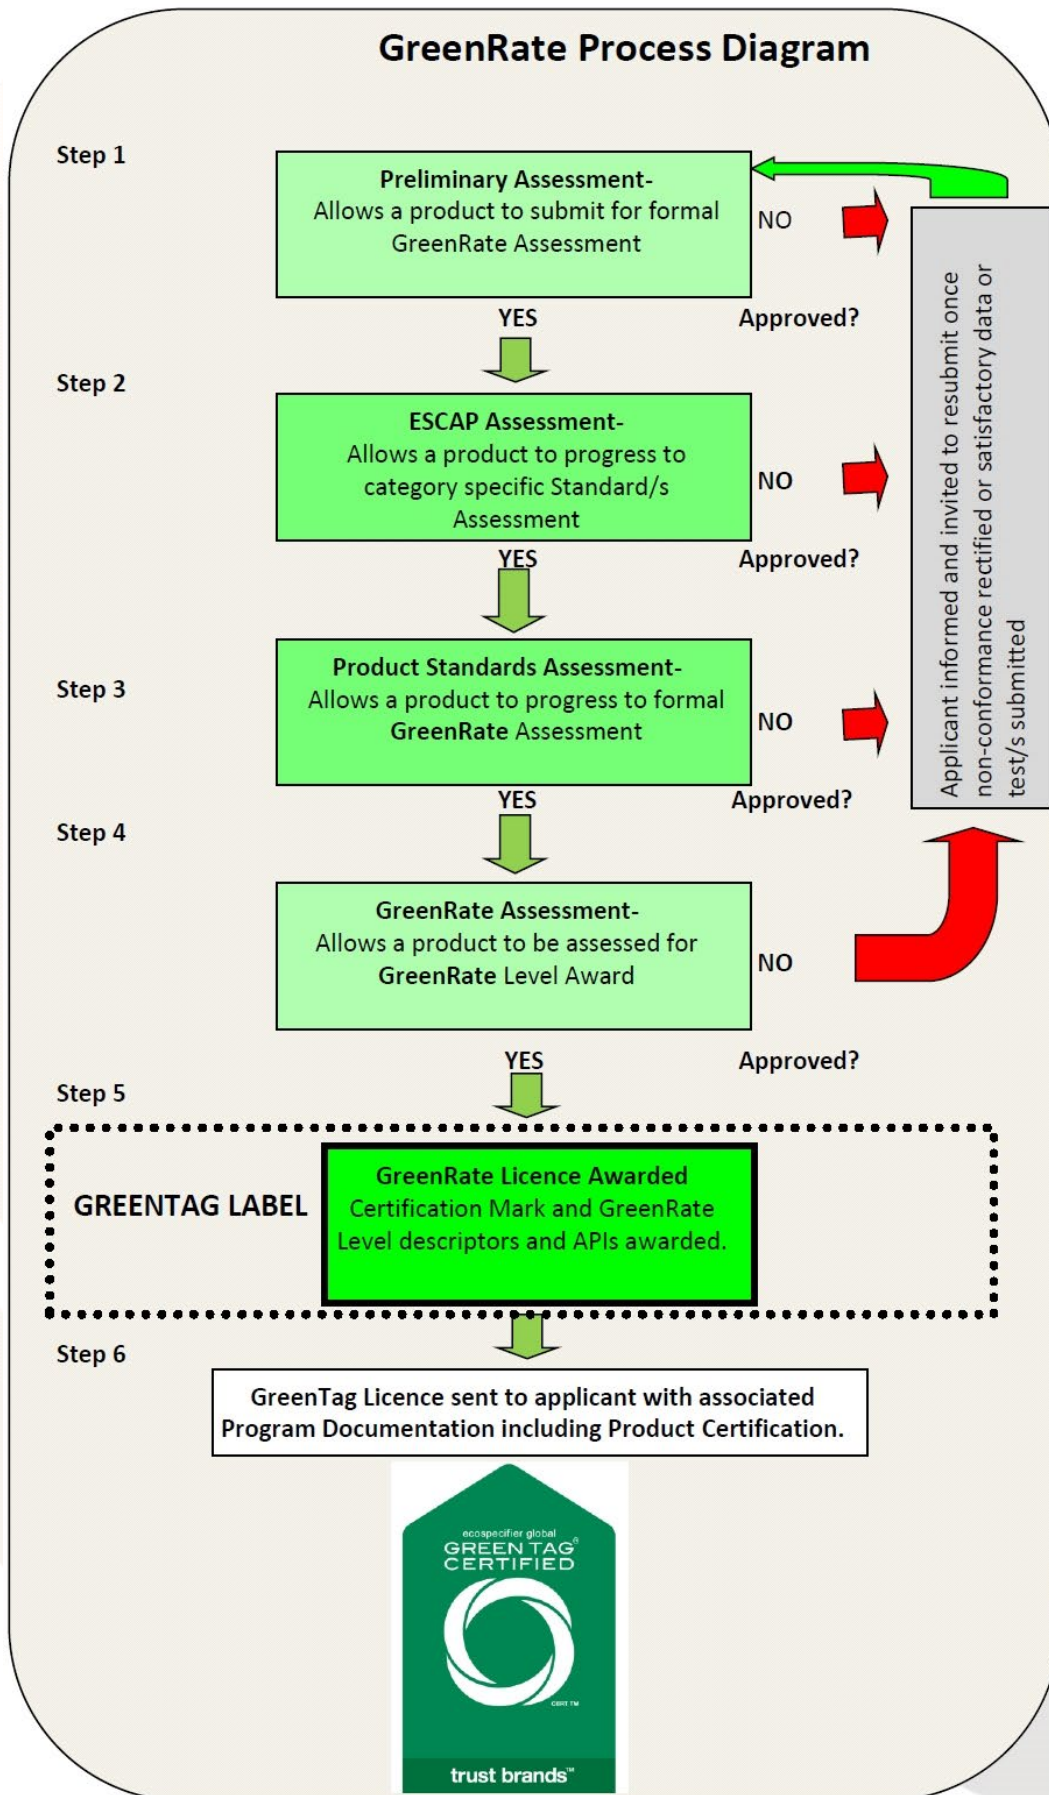 GreenRate Process Diagram
Step 1
Preliminary Assessment-
Allows a product to submit for formal
GreenRate Assessment
NO
YES
Approved?
Step 2
ESCAP Assessment-
Allows a product to progress to
category specific Standard/s
Assessment
NO
YES
Approved?
Step 3
Product Standards Assessment-
Allows a product to progress to formal
GreenRate Assessment
NO
YES
Approved?
Applicant informed and invited to resubmit once
non-conformance rectified or satisfactory data or
test/s submitted
Step 4
GreenRate Assessment-
Allows a product to be assessed for
GreenRate Level Award
NO
YES
Approved?
Step 5
GREENTAG LABEL
GreenRate Licence Awarded
Certification Mark and GreenRate
Level descriptors and APIs awarded.
Step 6
GreenTag Licence sent to applicant with associated
Program Documentation including Product Certification.
ecospecifier global
GREEN TAG®
CERTIFIED
CERT TM
trust brands™